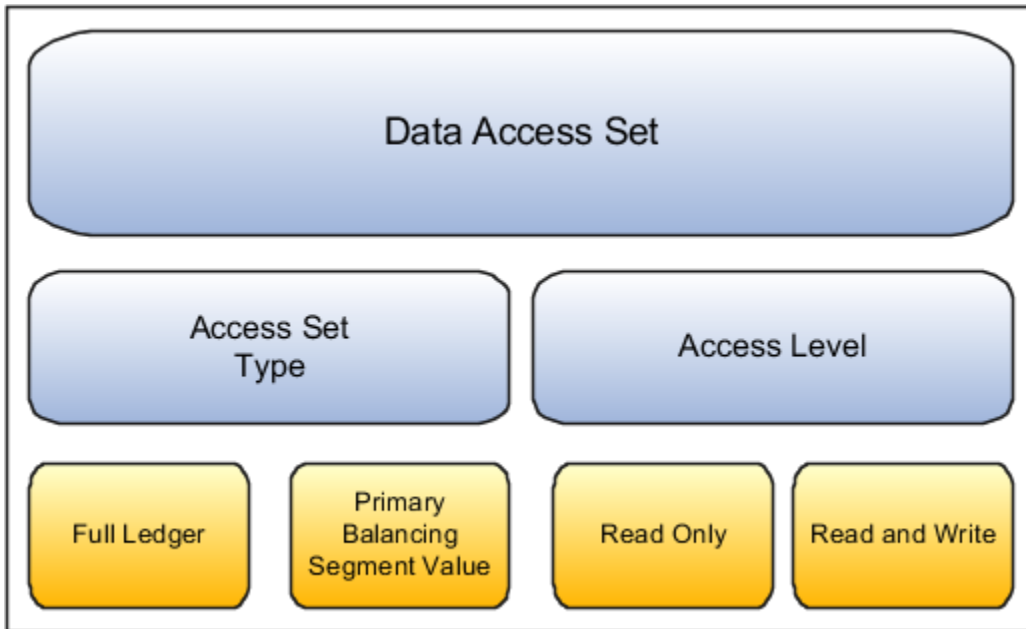 Data Access Set
Access Set
Type
Access Level
Full Ledger
Primary
Balancing
Segment Value
Read Only
Read and Write